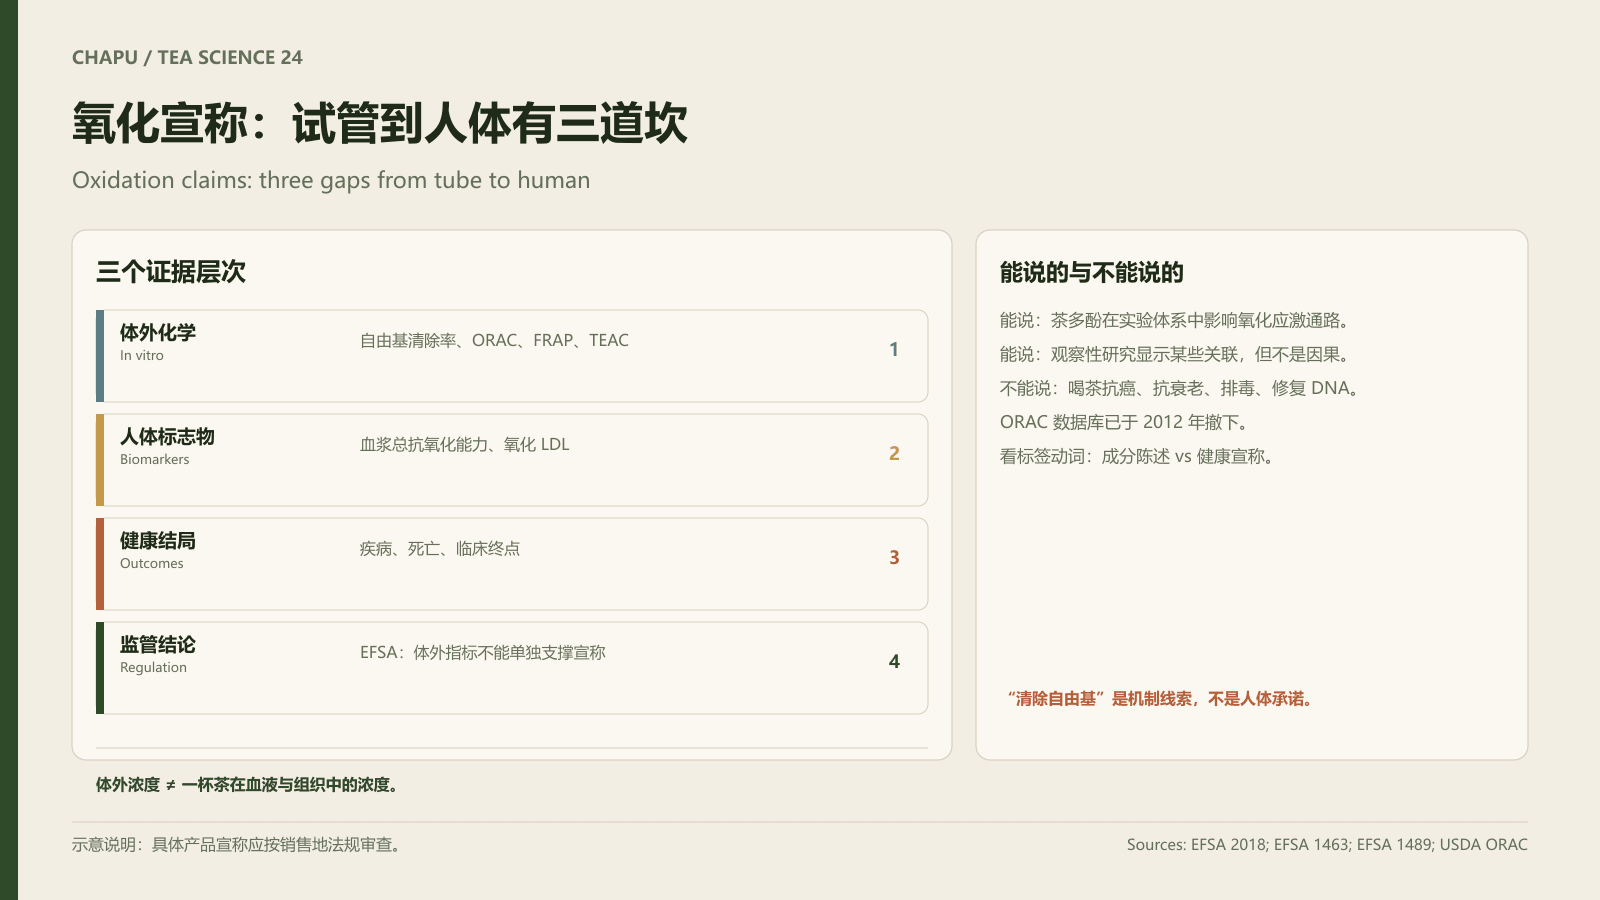 CHAPU / TEA SCIENCE 24
氧化宣称：试管到人体有三道坎
Oxidation claims: three gaps from tube to human
三个证据层次
体外化学
In vitro
自由基清除率、ORAC、FRAP、TEAC
1
人体标志物
Biomarkers
血浆总抗氧化能力、氧化 LDL
2
健康结局
Outcomes
疾病、死亡、临床终点
3
监管结论
Regulation
EFSA：体外指标不能单独支撑宣称
4
体外浓度 ≠ 一杯茶在血液与组织中的浓度。
能说的与不能说的
能说：茶多酚在实验体系中影响氧化应激通路。
能说：观察性研究显示某些关联，但不是因果。
不能说：喝茶抗癌、抗衰老、排毒、修复 DNA。
ORAC 数据库已于 2012 年撤下。
看标签动词：成分陈述 vs 健康宣称。
“清除自由基”是机制线索，不是人体承诺。
示意说明：具体产品宣称应按销售地法规审查。
Sources: EFSA 2018; EFSA 1463; EFSA 1489; USDA ORAC